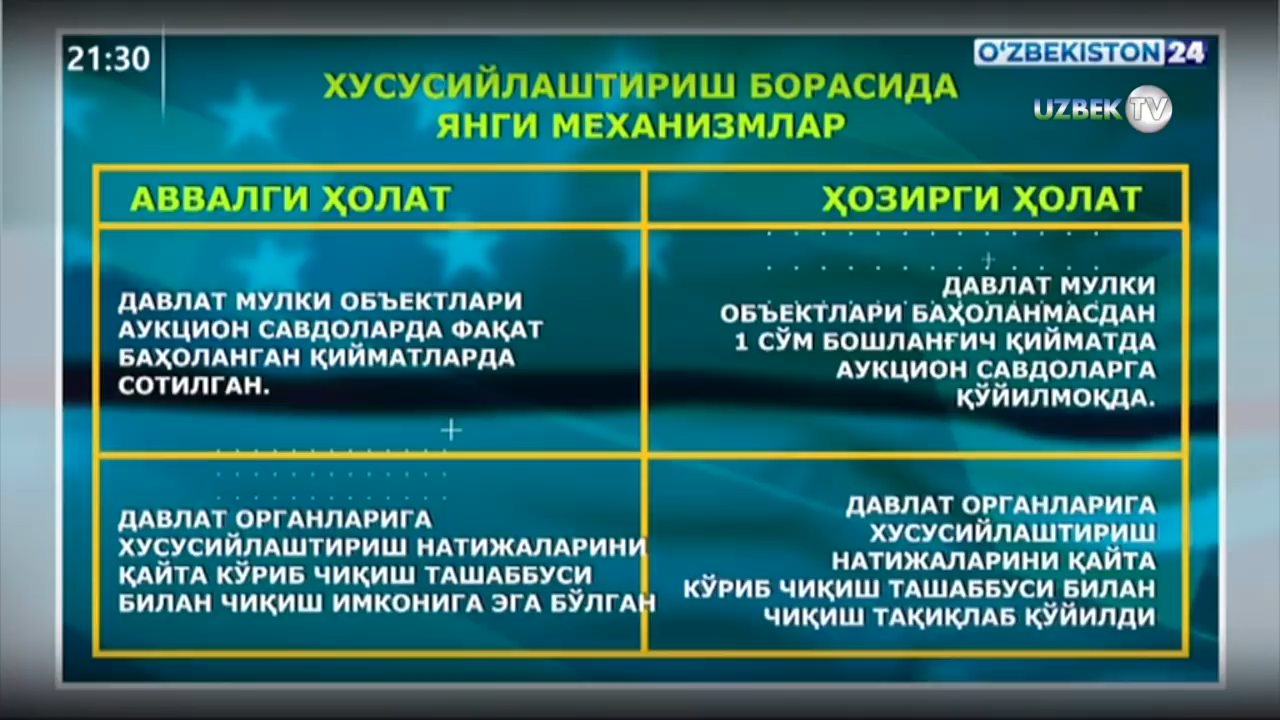 21:30
O‘ZBEKISTON 24
UZBEK TV
ХУСУСИЙЛАШТИРИШ БОРАСИДА
ЯНГИ МЕХАНИЗМЛАР
АВВАЛГИ ҲОЛАТ
ҲОЗИРГИ ҲОЛАТ
ДАВЛАТ МУЛКИ ОБЪЕКТЛАРИ
АУКЦИОН САВДОЛАРДА ФАҚАТ
БАҲОЛАНГАН ҚИЙМАТЛАРДА
СОТИЛГАН.
ДАВЛАТ МУЛКИ
ОБЪЕКТЛАРИ БАҲОЛАНМАСДАН
1 СЎМ БОШЛАНҒИЧ ҚИЙМАТДА
АУКЦИОН САВДОЛАРГА
ҚЎЙИЛМОҚДА.
ДАВЛАТ ОРГАНЛАРИГА
ХУСУСИЙЛАШТИРИШ НАТИЖАЛАРИНИ
ҚАЙТА КЎРИБ ЧИҚИШ ТАШАББУСИ
БИЛАН ЧИҚИШ ИМКОНИГА ЭГА БЎЛГАН
ДАВЛАТ ОРГАНЛАРИГА
ХУСУСИЙЛАШТИРИШ
НАТИЖАЛАРИНИ ҚАЙТА
КЎРИБ ЧИҚИШ ТАШАББУСИ БИЛАН
ЧИҚИШ ТАҚИҚЛАБ ҚЎЙИЛДИ